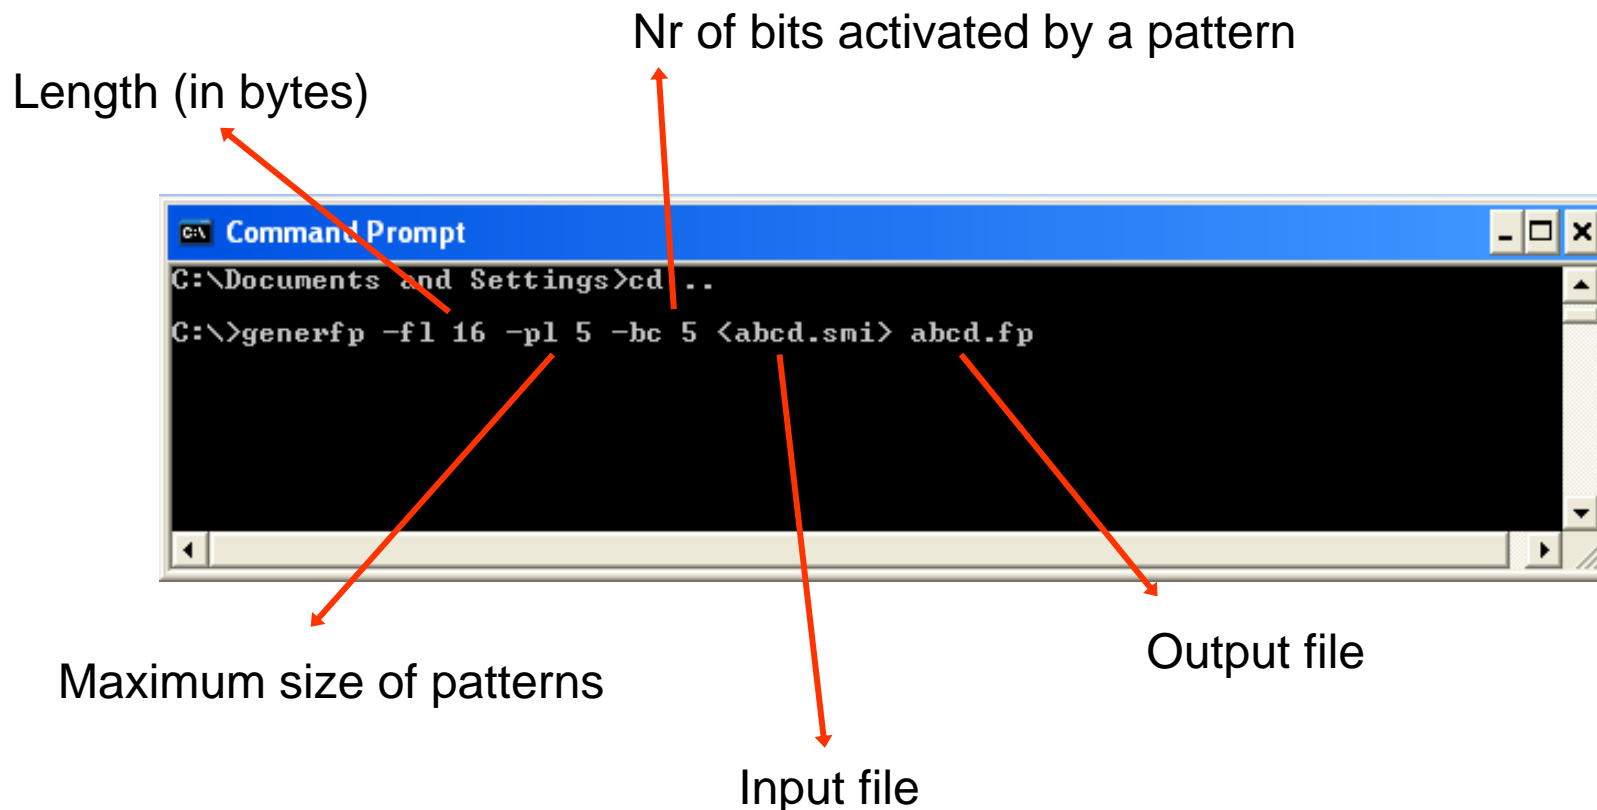 Nr of bits activated by a pattern
Length (in bytes)
C:\ Command Prompt
C:\Documents and Settings>cd ..
C:\>generfp -fl 16 -pl 5 -bc 5 <abcd.smi> abcd.fp
Output file
Maximum size of patterns
Input file